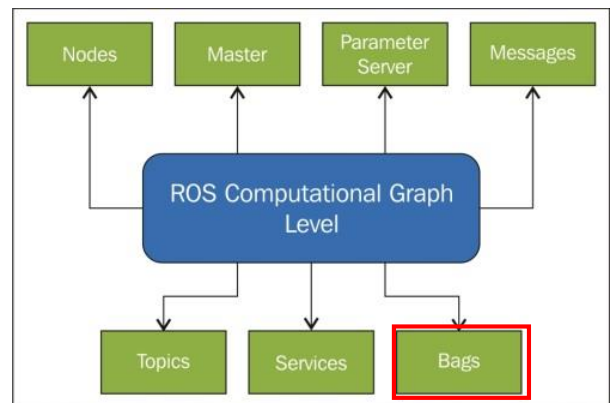 Nodes
Master
Parameter
Server
Messages
ROS Computational Graph
Level
Topics
Services
Bags